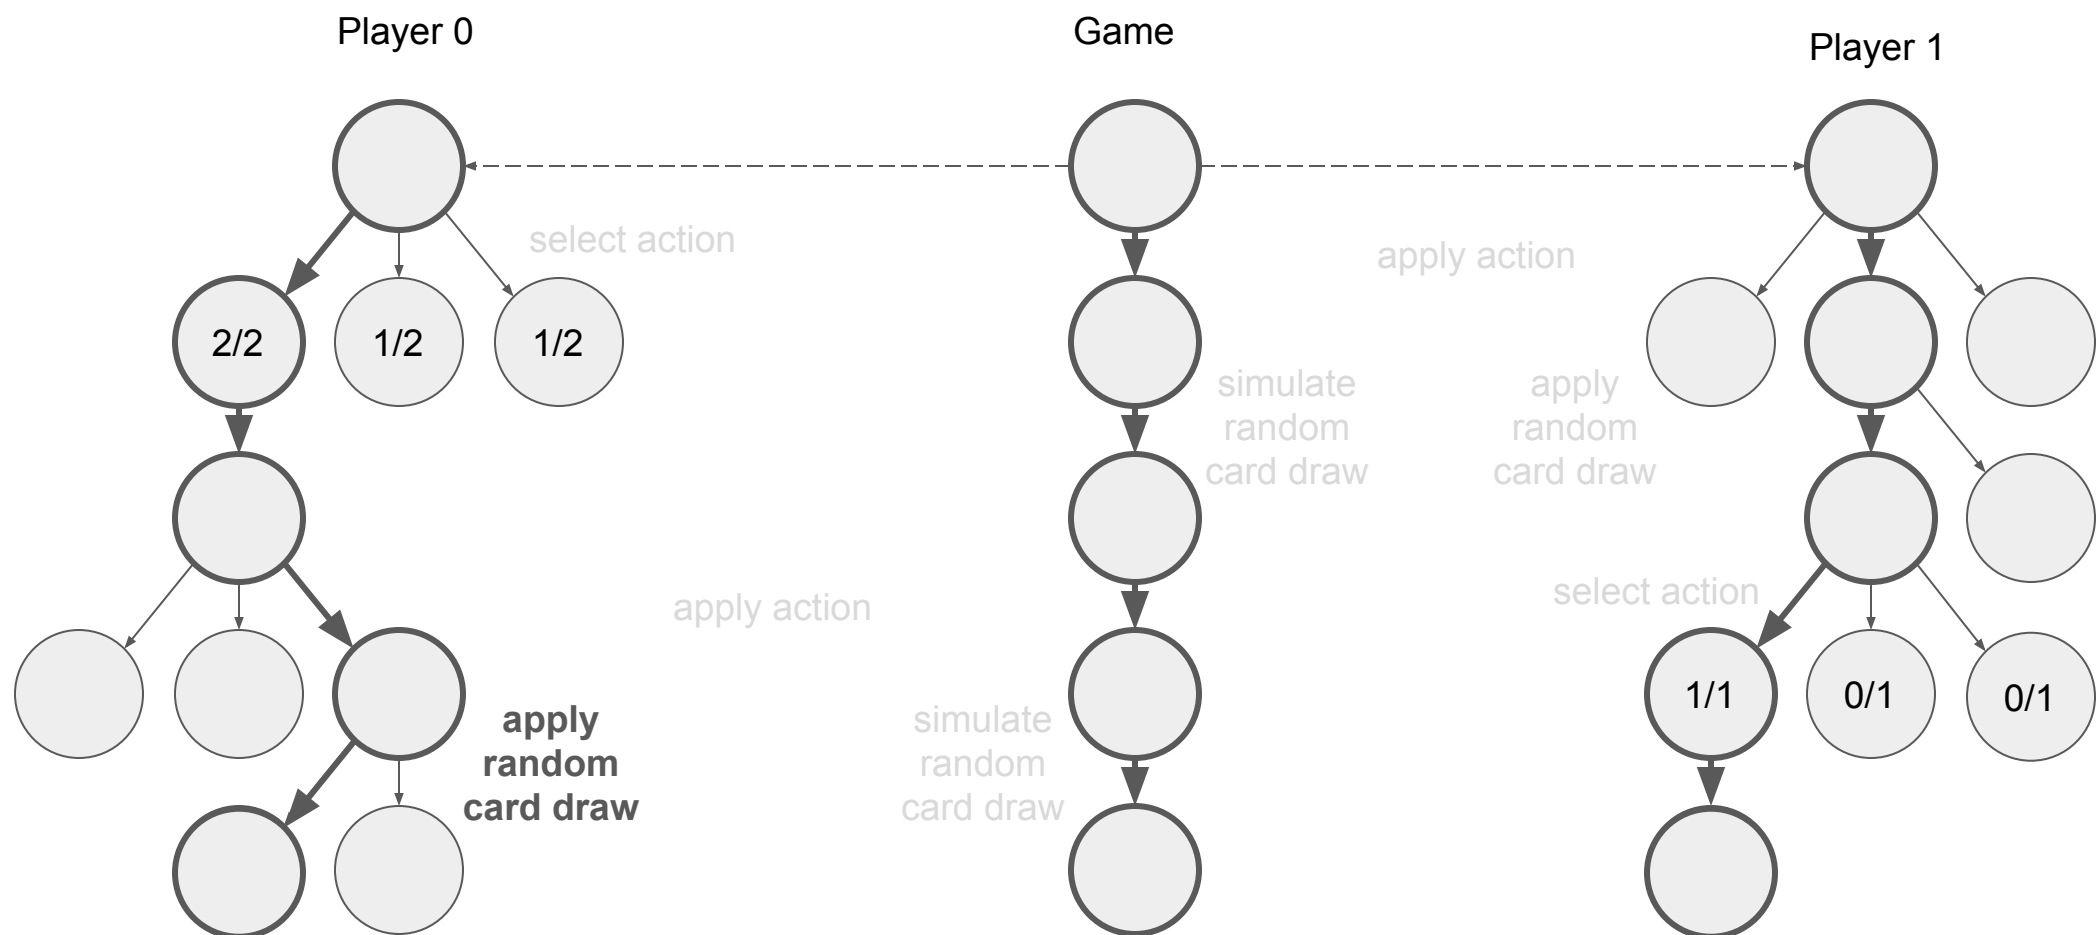 Player 0
Game
Player 1
select action
apply action
2/2
1/2
1/2
simulate
random
card draw
apply
random
card draw
apply action
select action
1/1
0/1
0/1
apply
random
card draw
simulate
random
card draw